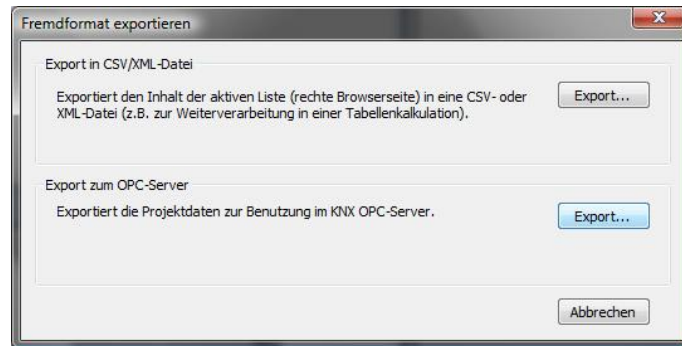 Fremdformat exportieren
Export in CSV/XML-Datei
Exportiert den Inhalt der aktiven Liste (rechte Browserseite) in eine CSV- oder
XML-Datei (z.B. zur Weiterverarbeitung in einer Tabellenkalkulation).
Export...
Export zum OPC-Server
Exportiert die Projektdaten zur Benutzung im KNX OPC-Server.
Export...
Abbrechen